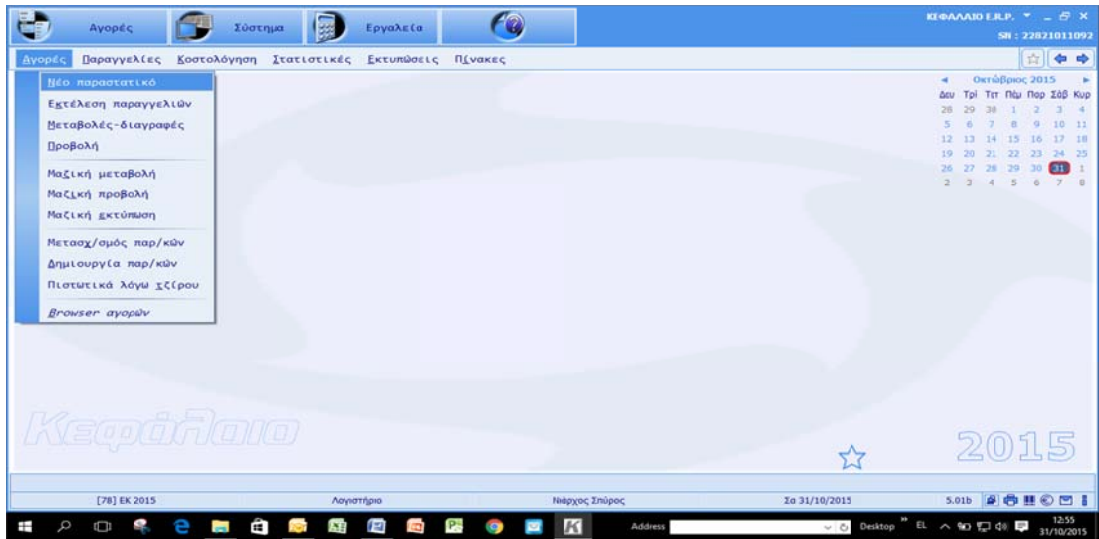 Αγορές Σύστημα Εργαλεία ΚΕΦΑΛΑΙΟ E.R.P.
SN : 22821011092
Αγορές Παραγγελίες Κοστολόγηση Στατιστικές Εκτυπώσεις Πίνακες
Νέο παραστατικό
Εκτέλεση παραγγελιών
Μεταβολές-διαγραφές
Προβολή
Μαζική μεταβολή
Μαζική προβολή
Μαζική εκτύπωση
Μετασχ/σμός παρ/κών
Δημιουργία παρ/κών
Πιστωτικά λόγω τζίρου
Browser αγορών
Οκτώβριος 2015
Δευ Τρί Τετ Πέμ Παρ Σάβ Κυρ
28 29 30 1 2 3 4
5 6 7 8 9 10 11
12 13 14 15 16 17 18
19 20 21 22 23 24 25
26 27 28 29 30 31 1
2 3 4 5 6 7 8
Κεφάλαιο
2015
[78] ΕΚ 2015 Λογιστήριο Νιάρχος Σπύρος Σα 31/10/2015 5.01b
Address Desktop EL 12:55
31/10/2015